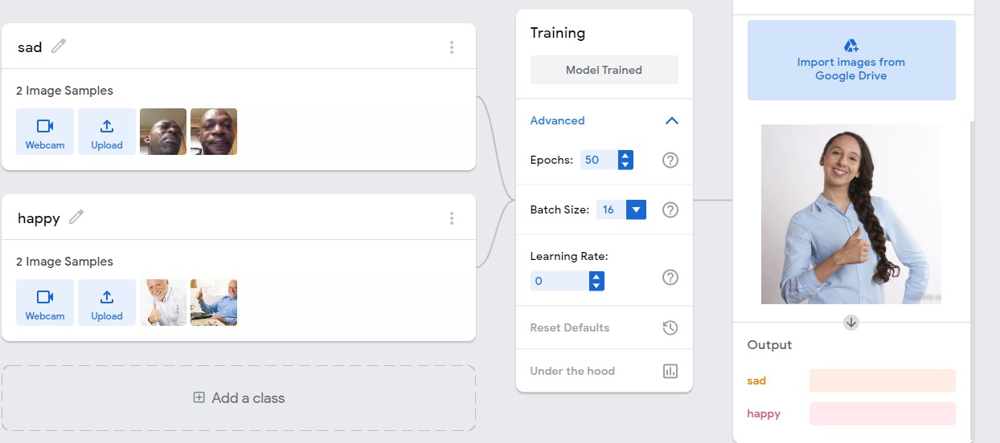 sad
2 Image Samples
Webcam
Upload
happy
2 Image Samples
Webcam
Upload
Add a class
Training
Model Trained
Advanced
Epochs: 50
Batch Size: 16
Learning Rate:
0
Reset Defaults
Under the hood
Import images from
Google Drive
Output
sad
happy